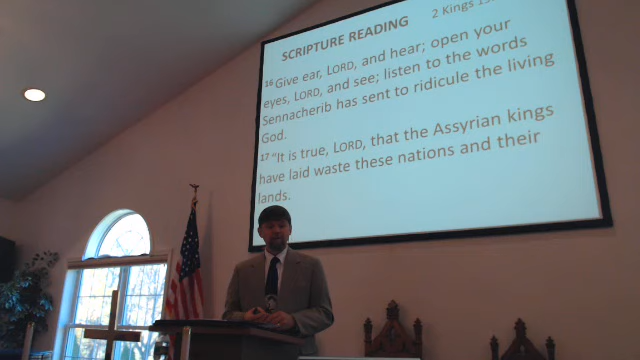 SCRIPTURE READING
2 Kings
16 Give ear, LORD, and hear; open your
eyes, LORD, and see; listen to the words
Sennacherib has sent to ridicule the living
God.
17 "It is true, LORD, that the Assyrian kings
have laid waste these nations and their
lands.